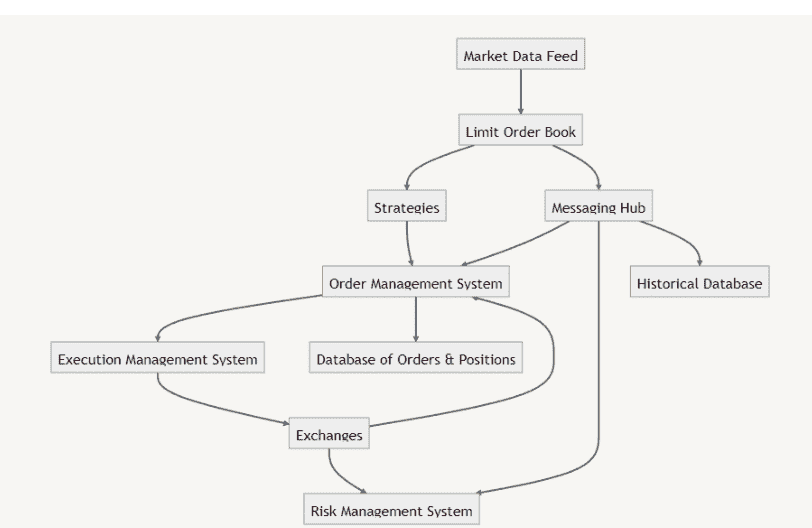 Market Data Feed
Limit Order Book
Strategies
Messaging Hub
Order Management System
Historical Database
Execution Management System
Database of Orders & Positions
Exchanges
Risk Management System